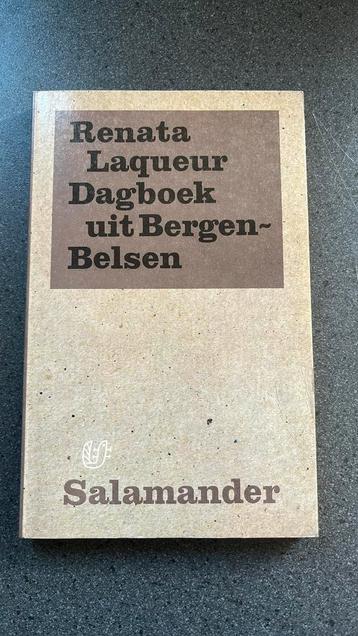 Renata
Laqueur
Dagboek
uit Bergen-
Belsen
Salamander